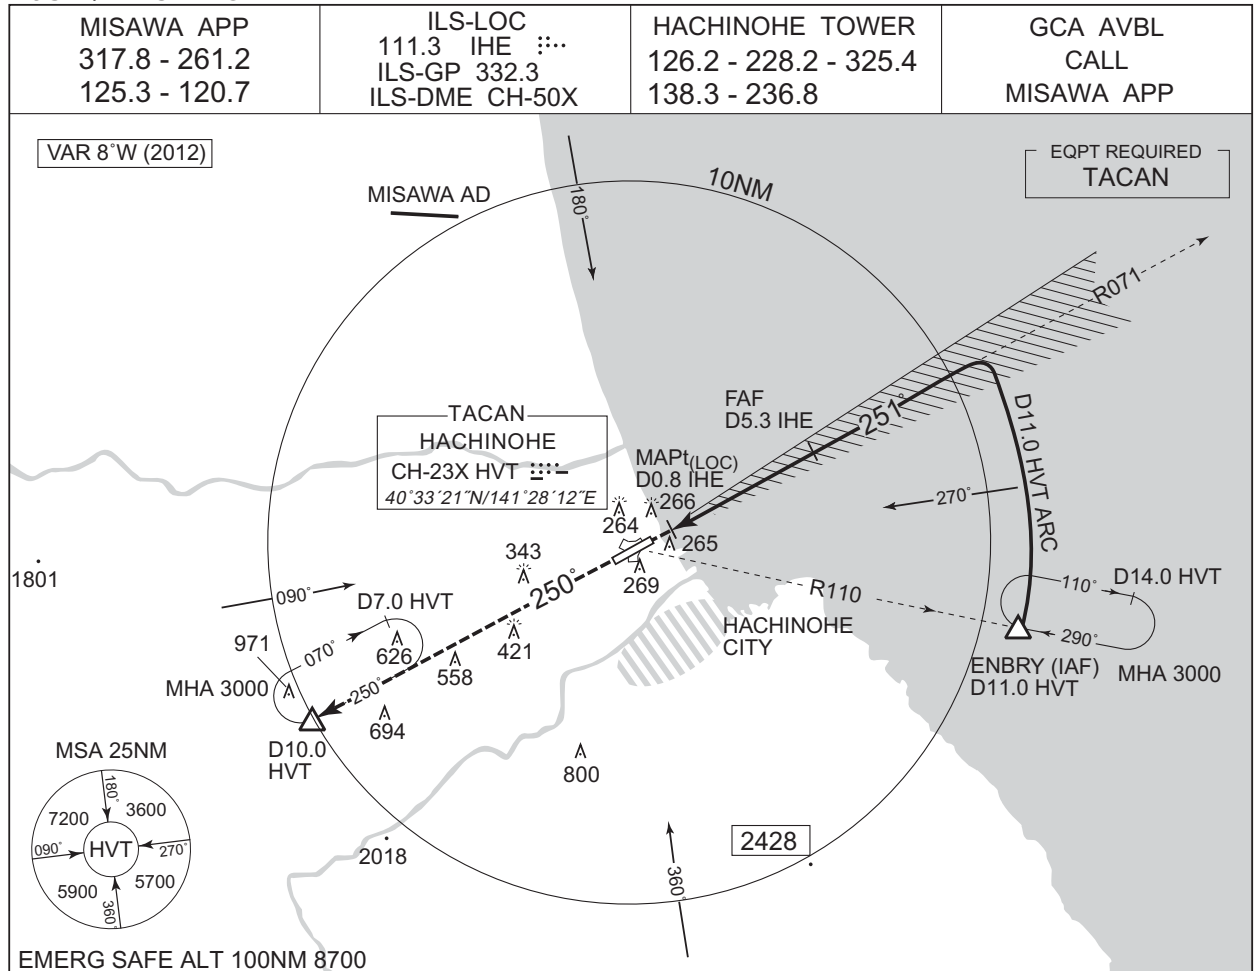 MISAWA APP
317.8 - 261.2
125.3 - 120.7
ILS-LOC
111.3 IHE
ILS-GP 332.3
ILS-DME CH-50X
HACHINOHE TOWER
126.2 - 228.2 - 325.4
138.3 - 236.8
GCA AVBL
CALL
MISAWA APP
VAR 8˚W (2012)
EQPT REQUIRED
TACAN
MISAWA AD
180˚
10NM
R071
FAF
D5.3 IHE
251˚
D11.0 HVT ARC
TACAN
HACHINOHE
CH-23X HVT
40˚33´21˝N/141˚28´12˝E
MAPt(LOC)
D0.8 IHE
266
264
265
269
270˚
343
1801
090˚
250˚
R110
110˚
D14.0 HVT
D7.0 HVT
971
070˚
626
421
558
HACHINOHE
CITY
290˚
ENBRY (IAF)
D11.0 HVT
MHA 3000
MHA 3000
250˚
694
D10.0
HVT
800
MSA 25NM
180˚
7200
3600
090˚
HVT
270˚
5900
5700
360˚
2018
2428
360˚
EMERG SAFE ALT 100NM 8700